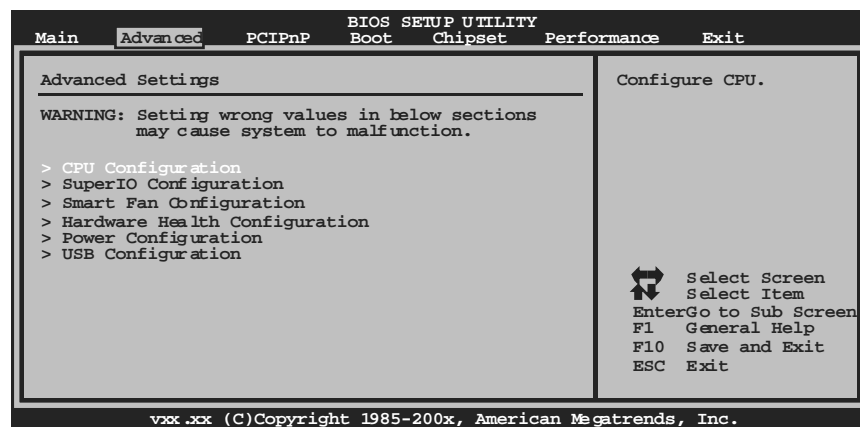 BIOS SETUP UTILITY
Main Advanced PCIPnP Boot Chipset Performance Exit
Advanced Settings
WARNING: Setting wrong values in below sections
may cause system to malfunction.
> CPU Configuration
> SuperIO Configuration
> Smart Fan Configuration
> Hardware Health Configuration
> Power Configuration
> USB Configuration
Configure CPU.
Select Screen
Select Item
Enter Go to Sub Screen
F1 General Help
F10 Save and Exit
ESC Exit
vxx.xx (C)Copyright 1985-200x, American Megatrends, Inc.